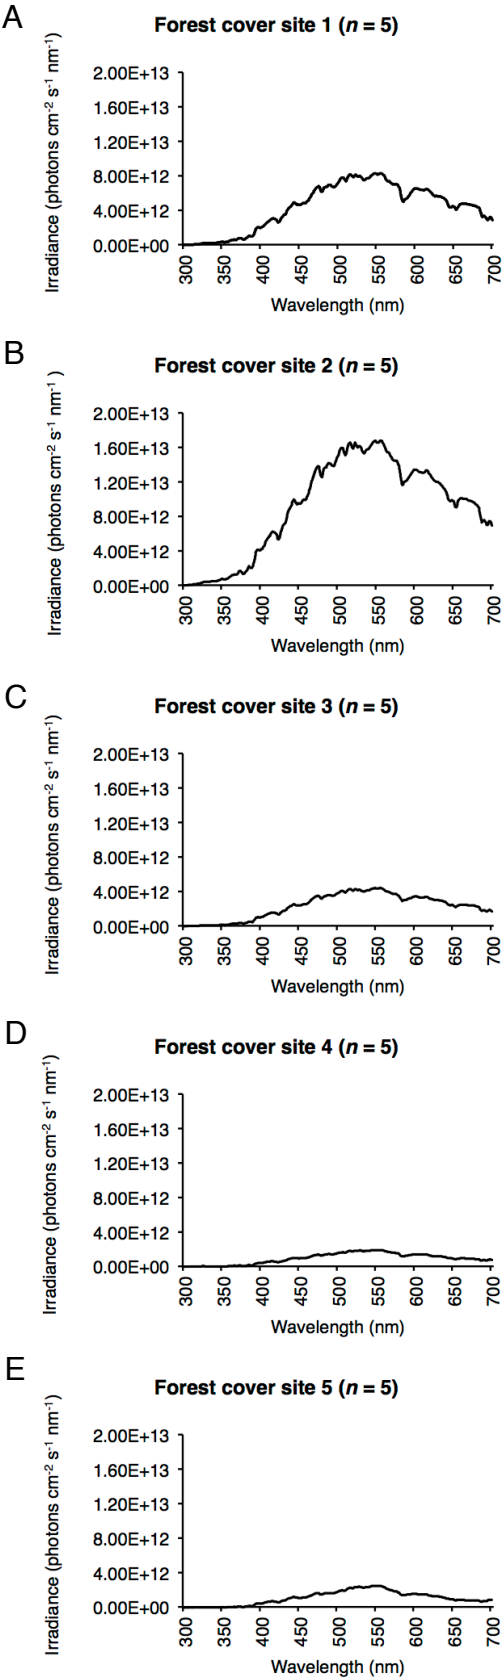 A
Forest cover site 1 (n = 5)
Irradiance (photons cm-2 s-1 nm-1)
2.00E+13
1.60E+13
1.20E+13
8.00E+12
4.00E+12
0.00E+00
300 350 400 450 500 550 600 650 700
Wavelength (nm)
B
Forest cover site 2 (n = 5)
Irradiance (photons cm-2 s-1 nm-1 )
2.00E+13
1.60E+13
1.20E+13
8.00E+12
4.00E+12
0.00E+00
300 350 400 450 500 550 600 650 700
Wavelength (nm)
C
Forest cover site 3 (n = 5)
Irradiance (photons cm-2 s-1 nm-1)
2.00E+13
1.60E+13
1.20E+13
8.00E+12
4.00E+12
0.00E+00
300 350 400 450 500 550 600 650 700
Wavelength (nm)
D
Forest cover site 4 (n = 5)
Irradiance (photons cm-2 s-1 nm-1)
2.00E+13
1.60E+13
1.20E+13
8.00E+12
4.00E+12
0.00E+00
300 350 400 450 500 550 600 650 700
Wavelength (nm)
E
Forest cover site 5 (n = 5)
Irradiance (photons cm-2 s-1 nm-1)
2.00E+13
1.60E+13
1.20E+13
8.00E+12
4.00E+12
0.00E+00
300 350 400 450 500 550 600 650 700
Wavelength (nm)